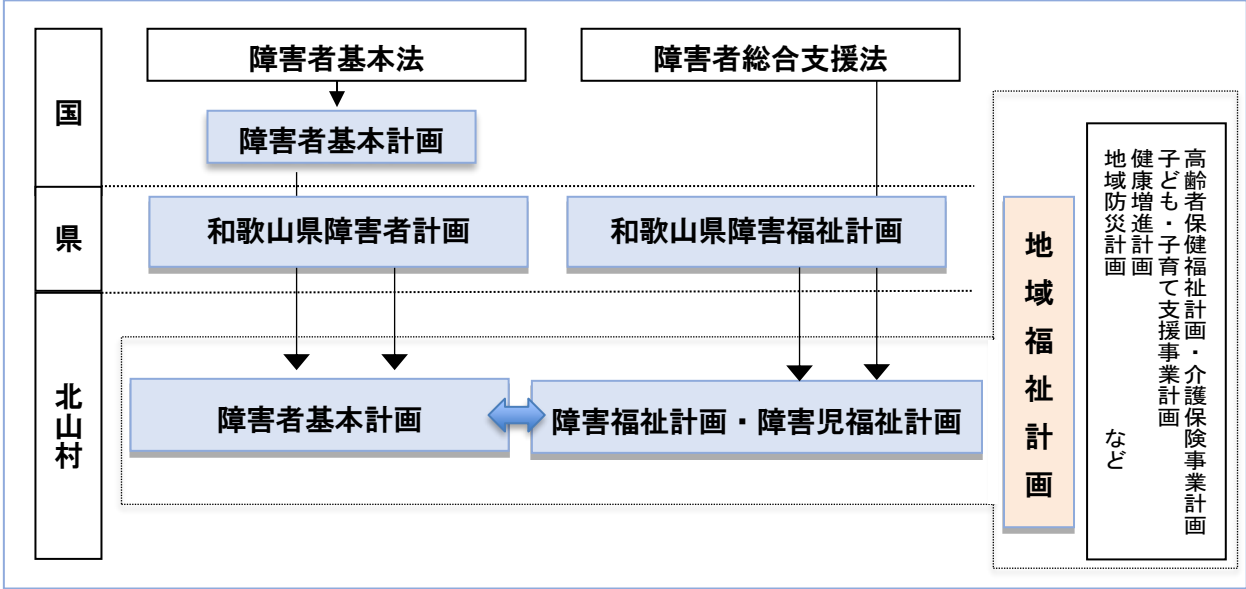 国
障害者基本法
障害者総合支援法
障害者基本計画
県
和歌山県障害者計画
和歌山県障害福祉計画
北山村
障害者基本計画
障害福祉計画・障害児福祉計画
地域福祉計画
高齢者保健福祉計画・介護保険事業計画
子ども・子育て支援事業計画
健康増進計画
地域防災計画　など